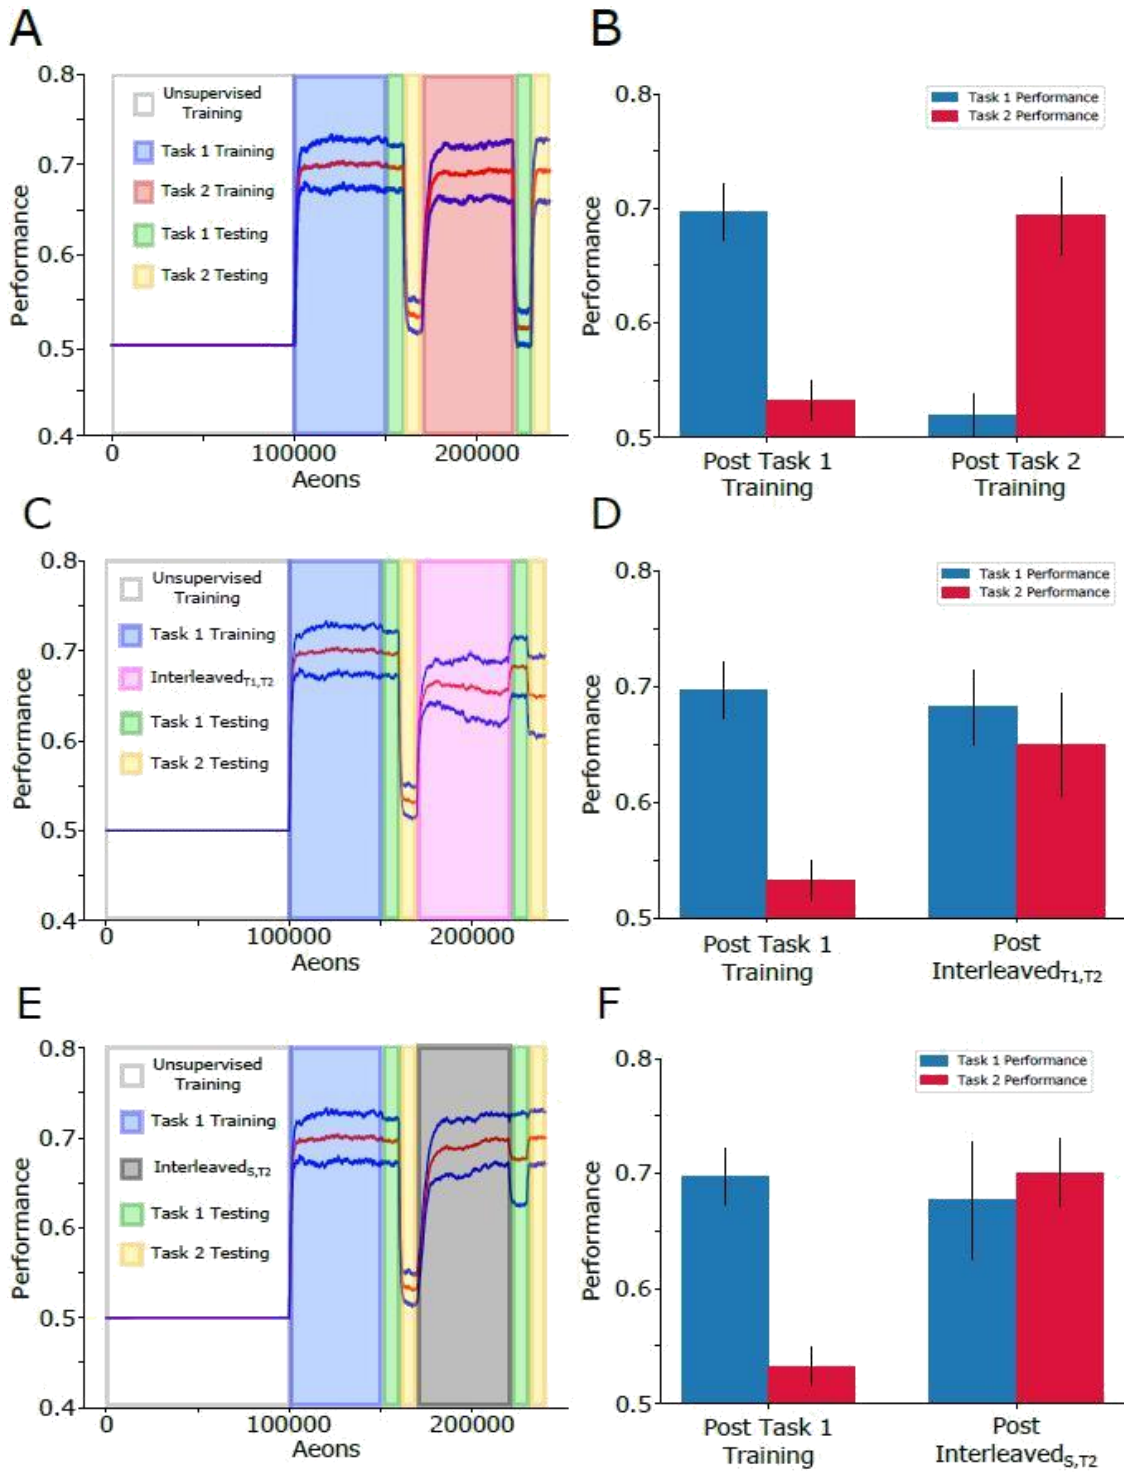 A
0.8
0.7
0.6
0.5
0.4
Performance
Unsupervised
Training
Task 1 Training
Task 2 Training
Task 1 Testing
Task 2 Testing
0
100000
200000
Aeons
B
0.8
0.7
0.6
0.5
Performance
Task 1 Performance
Task 2 Performance
Post Task 1
Training
Post Task 2
Training
C
0.8
0.7
0.6
0.5
0.4
Performance
Unsupervised
Training
Task 1 Training
Interleaved_T1,T2
Task 1 Testing
Task 2 Testing
0
100000
200000
Aeons
D
0.8
0.7
0.6
0.5
Performance
Task 1 Performance
Task 2 Performance
Post Task 1
Training
Post
Interleaved_T1,T2
E
0.8
0.7
0.6
0.5
0.4
Performance
Unsupervised
Training
Task 1 Training
Interleaved_S,T2
Task 1 Testing
Task 2 Testing
0
100000
200000
Aeons
F
0.8
0.7
0.6
0.5
Performance
Task 1 Performance
Task 2 Performance
Post Task 1
Training
Post
Interleaved_S,T2